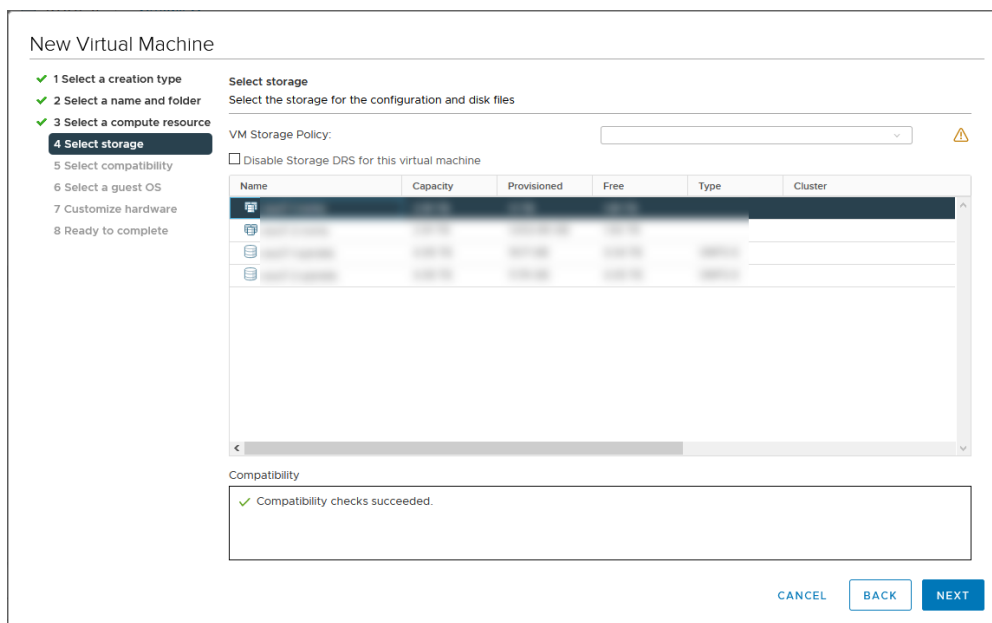 New Virtual Machine
1 Select a creation type
2 Select a name and folder
3 Select a compute resource
4 Select storage
5 Select compatibility
6 Select a guest OS
7 Customize hardware
8 Ready to complete
Select storage
Select the storage for the configuration and disk files
VM Storage Policy:
Disable Storage DRS for this virtual machine
Name Capacity Provisioned Free Type Cluster
Compatibility
Compatibility checks succeeded.
CANCEL BACK NEXT